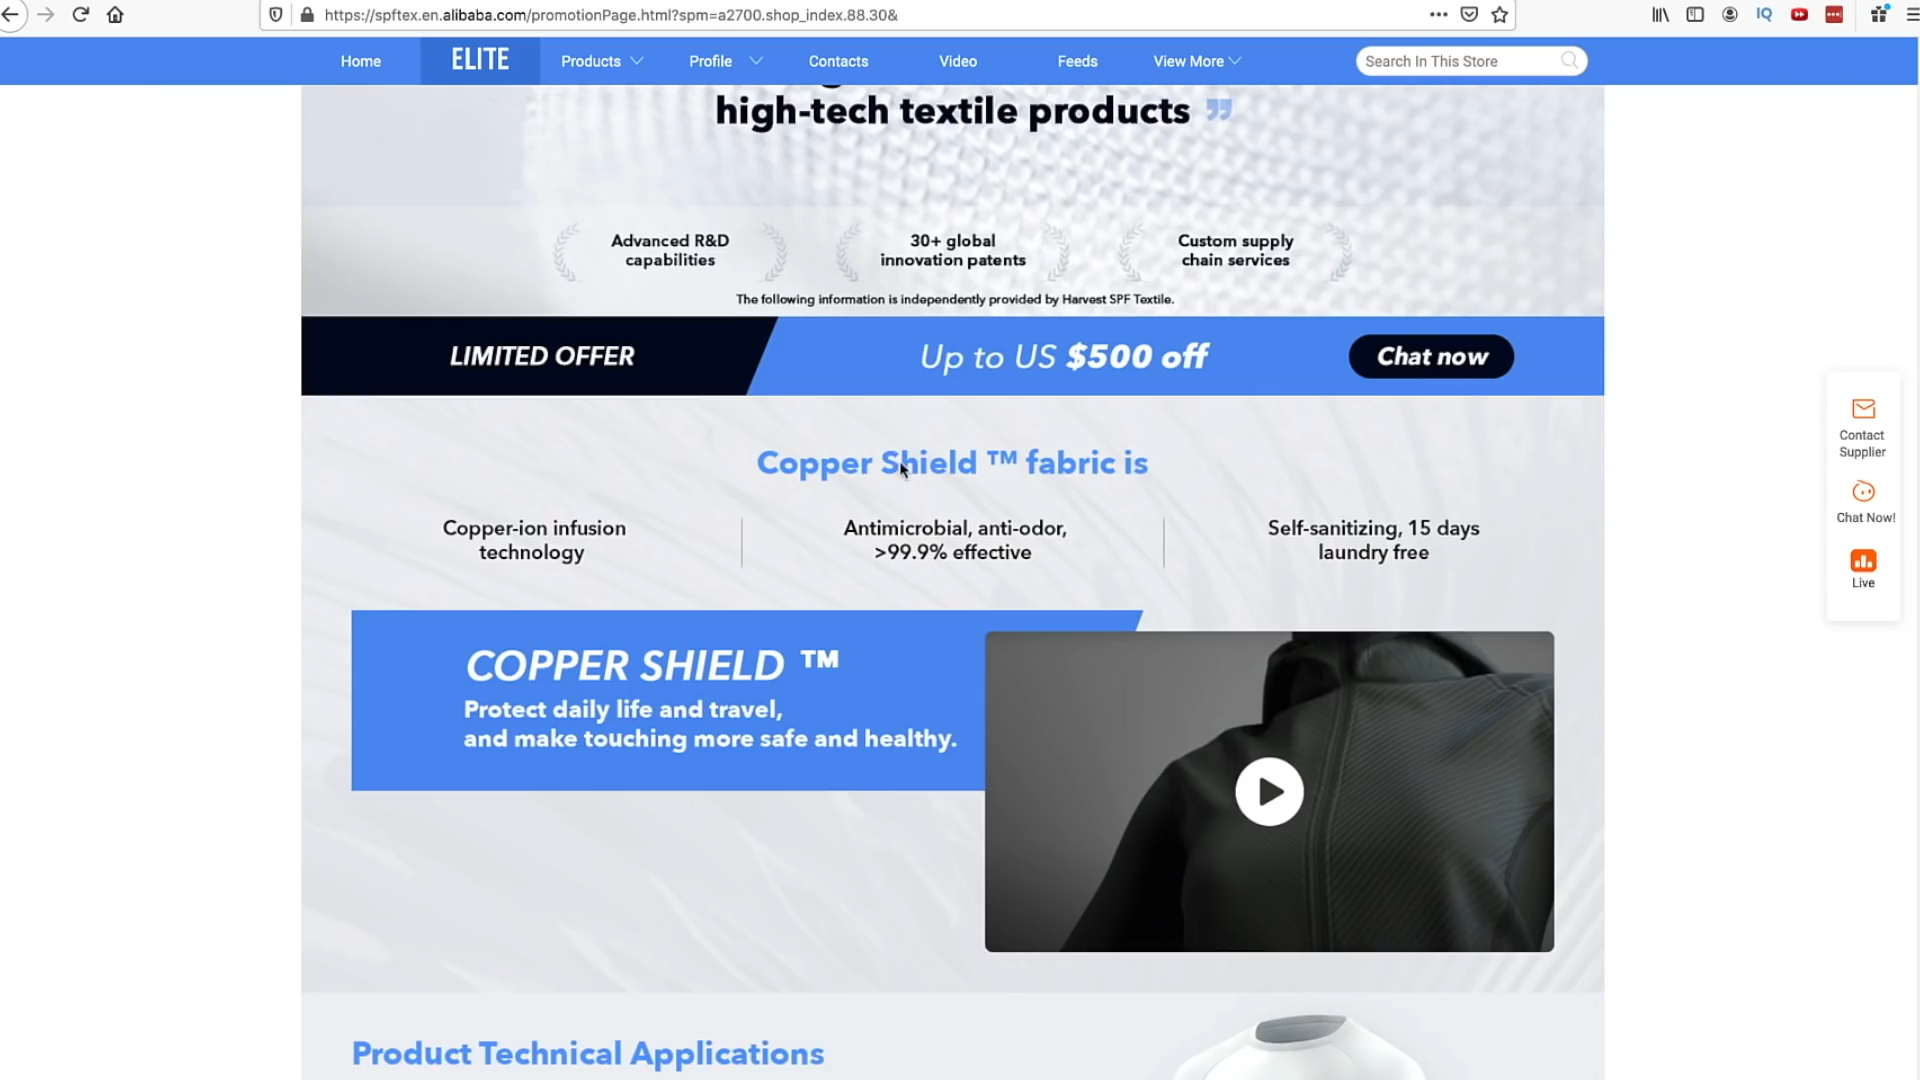 https://spftex.en.alibaba.com/promotionPage.html?spm=a2700.shop_index.88.30&
IQ
Home
ELITE
Products
Profile
Contacts
Video
Feeds
View More
Search In This Store
high-tech textile products ”
Advanced R&D
capabilities
30+ global
innovation patents
Custom supply
chain services
The following information is independently provided by Harvest SPF Textile.
LIMITED OFFER
Up to US $500 off
Chat now
Contact
Supplier
Chat Now!
Live
Copper Shield ™ fabric is
Copper-ion infusion
technology
Antimicrobial, anti-odor,
>99.9% effective
Self-sanitizing, 15 days
laundry free
COPPER SHIELD ™
Protect daily life and travel,
and make touching more safe and healthy.
Product Technical Applications